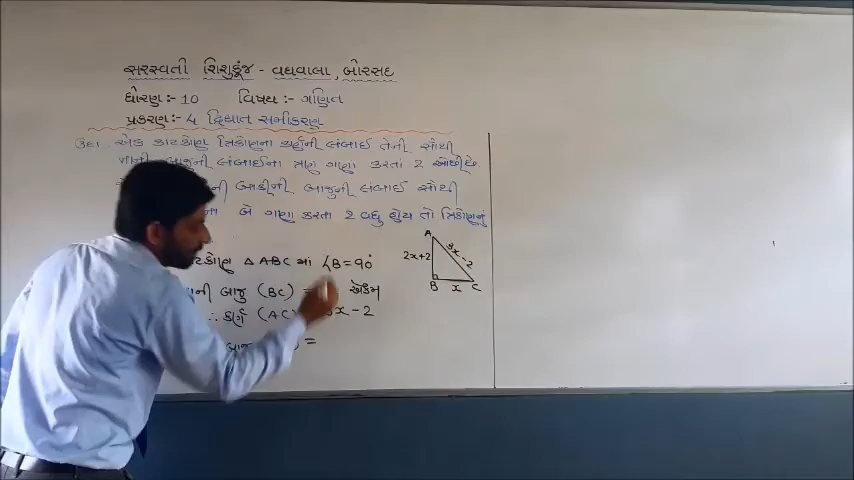 સરસ્વતી શિશુકુંજ - વઘવાલા, બોરસદ
ધોરણ :- 10 વિષય :- ગણિત
પ્રકરણ :- 4 દ્વિઘાત સમીકરણ
એક કાટકોણ ત્રિકોણના કર્ણની લંબાઈ તેની સૌથી
બાજુની લંબાઈના ત્રણ ગણા કરતાં 2 ઓછી છે.
બાકીની બાજુની લંબાઈ સૌથી
બે ગણા કરતા 2 વધુ હોય તો ત્રિકોણનું
△ ABC માં ∠B = 90°
બાજુ (BC) = એકમ
∴ કર્ણ (AC) 3x - 2
=
A
2x+2
3x - 2
B x C